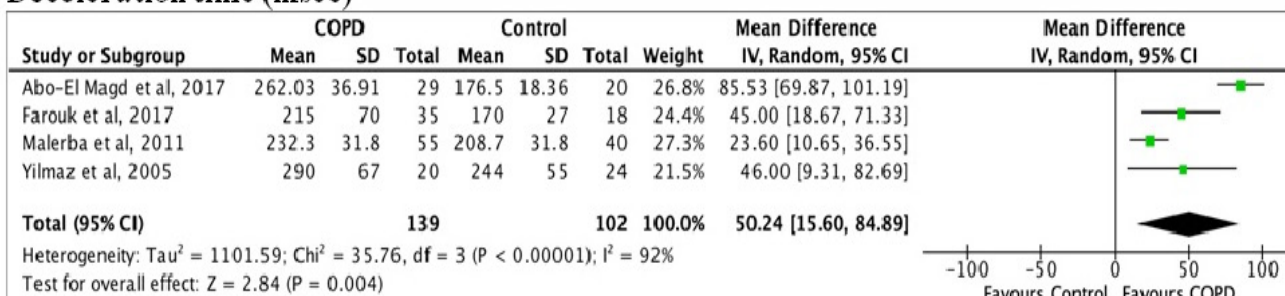 Deceleration time (msec)
COPD Control Mean Difference Mean Difference
Study or Subgroup Mean SD Total Mean SD Total Weight IV, Random, 95% CI IV, Random, 95% CI
Abo-El Magd et al, 2017 262.03 36.91 29 176.5 18.36 20 26.8% 85.53 [69.87, 101.19]
Farouk et al, 2017 215 70 35 170 27 18 24.4% 45.00 [18.67, 71.33]
Malerba et al, 2011 232.3 31.8 55 208.7 31.8 40 27.3% 23.60 [10.65, 36.55]
Yilmaz et al, 2005 290 67 20 244 55 24 21.5% 46.00 [9.31, 82.69]
Total (95% CI) 139 102 100.0% 50.24 [15.60, 84.89]
Heterogeneity: Tau² = 1101.59; Chi² = 35.76, df = 3 (P < 0.00001); I² = 92%
Test for overall effect: Z = 2.84 (P = 0.004)
-100 -50 0 50 100
Favours Control Favours COPD